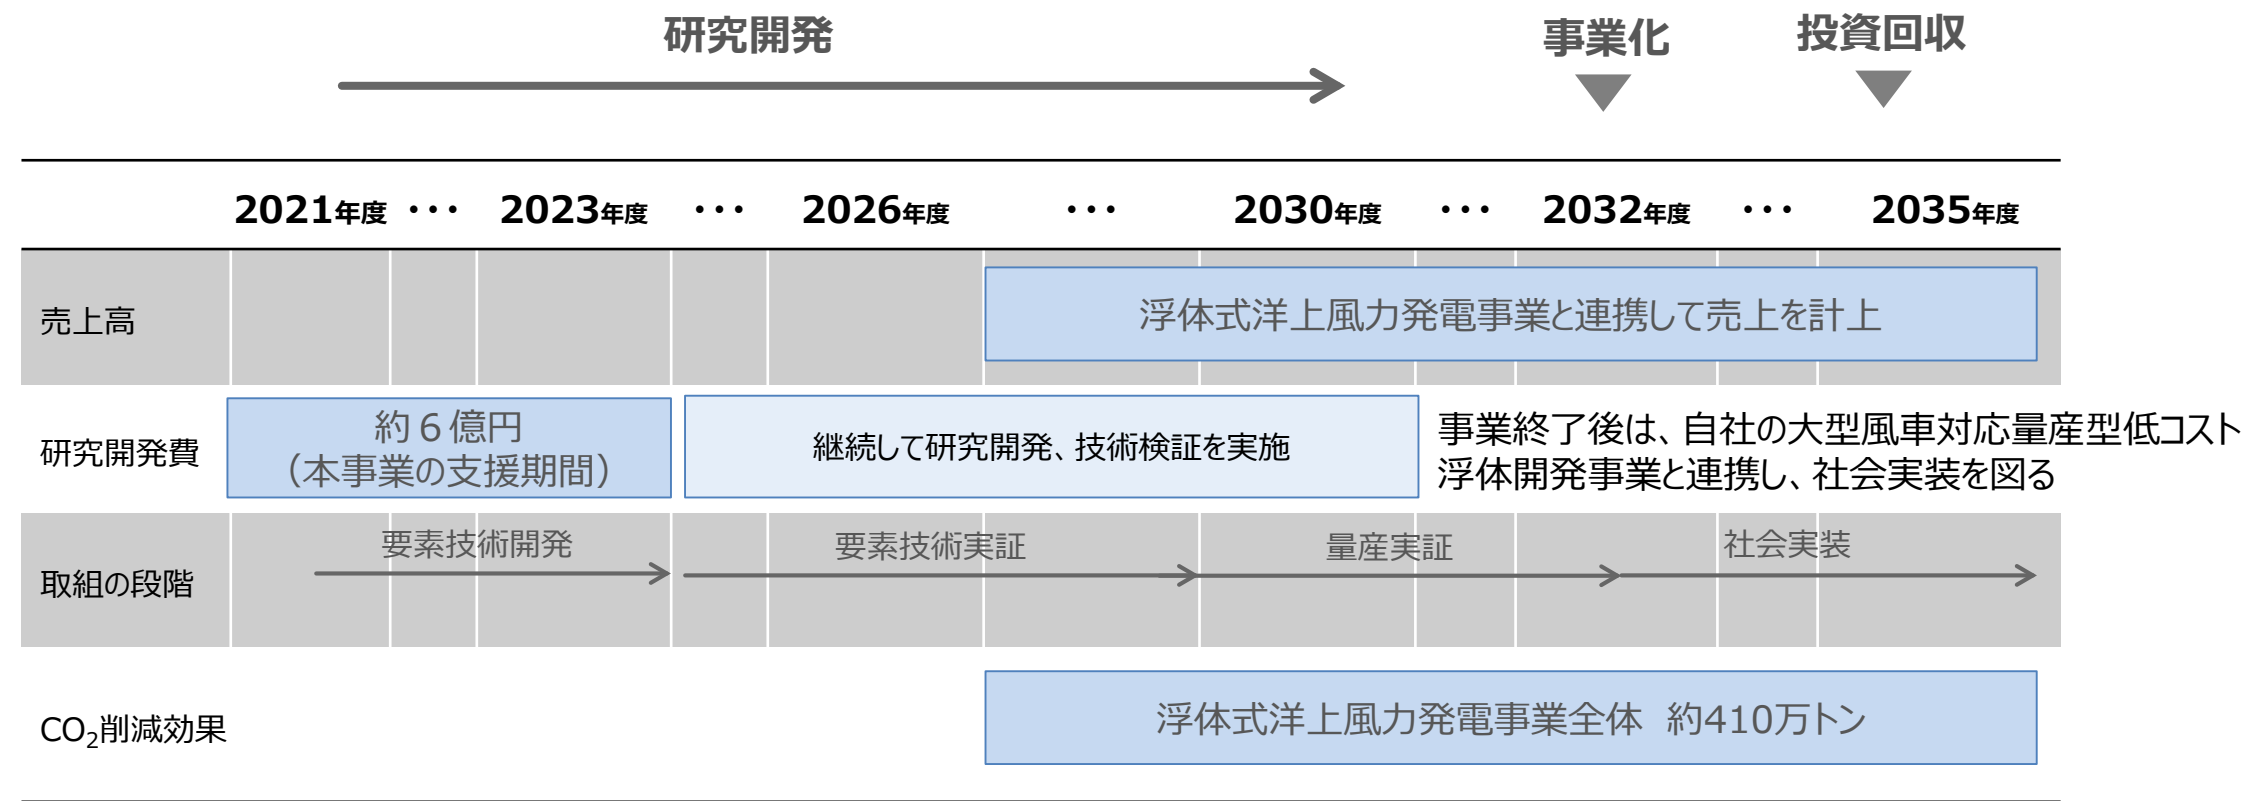 研究開発
事業化
投資回収
2021年度 ・・・ 2023年度 ・・・ 2026年度 ・・・ 2030年度 ・・・ 2032年度 ・・・ 2035年度
売上高
浮体式洋上風力発電事業と連携して売上を計上
研究開発費
約６億円
（本事業の支援期間）
継続して研究開発、技術検証を実施
事業終了後は、自社の大型風車対応量産型低コスト
浮体開発事業と連携し、社会実装を図る
取組の段階
要素技術開発
要素技術実証
量産実証
社会実装
CO2削減効果
浮体式洋上風力発電事業全体　約410万トン